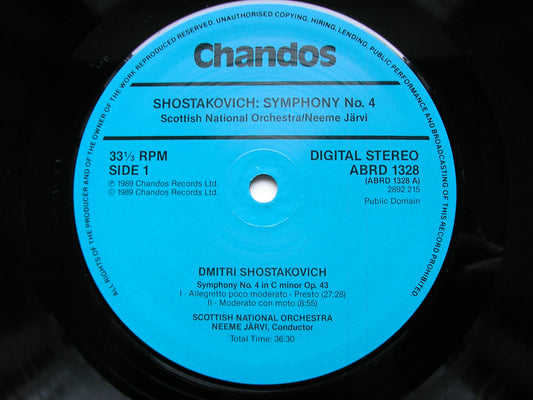 ALL RIGHTS OF THE PRODUCER AND OF THE OWNER OF THE WORK REPRODUCED RESERVED. UNAUTHORISED COPYING, HIRING, LENDING, PUBLIC PERFORMANCE AND BROADCASTING OF THIS RECORD PROHIBITED.
Chandos
SHOSTAKOVICH: SYMPHONY No. 4
Scottish National Orchestra/Neeme Järvi
33⅓ RPM
SIDE 1
℗ 1989 Chandos Records Ltd.
© 1989 Chandos Records Ltd.
DIGITAL STEREO
ABRD 1328
(ABRD 1328 A)
2892 215
Public Domain
DMITRI SHOSTAKOVICH
Symphony No. 4 in C minor Op. 43
I - Allegretto poco moderato - Presto (27:28)
II - Moderato con moto (8:55)
SCOTTISH NATIONAL ORCHESTRA
NEEME JÄRVI, Conductor
Total Time: 36:30